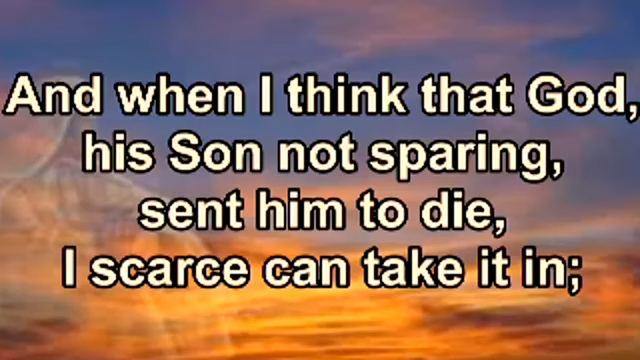 And when I think that God,
his Son not sparing,
sent him to die,
I scarce can take it in;